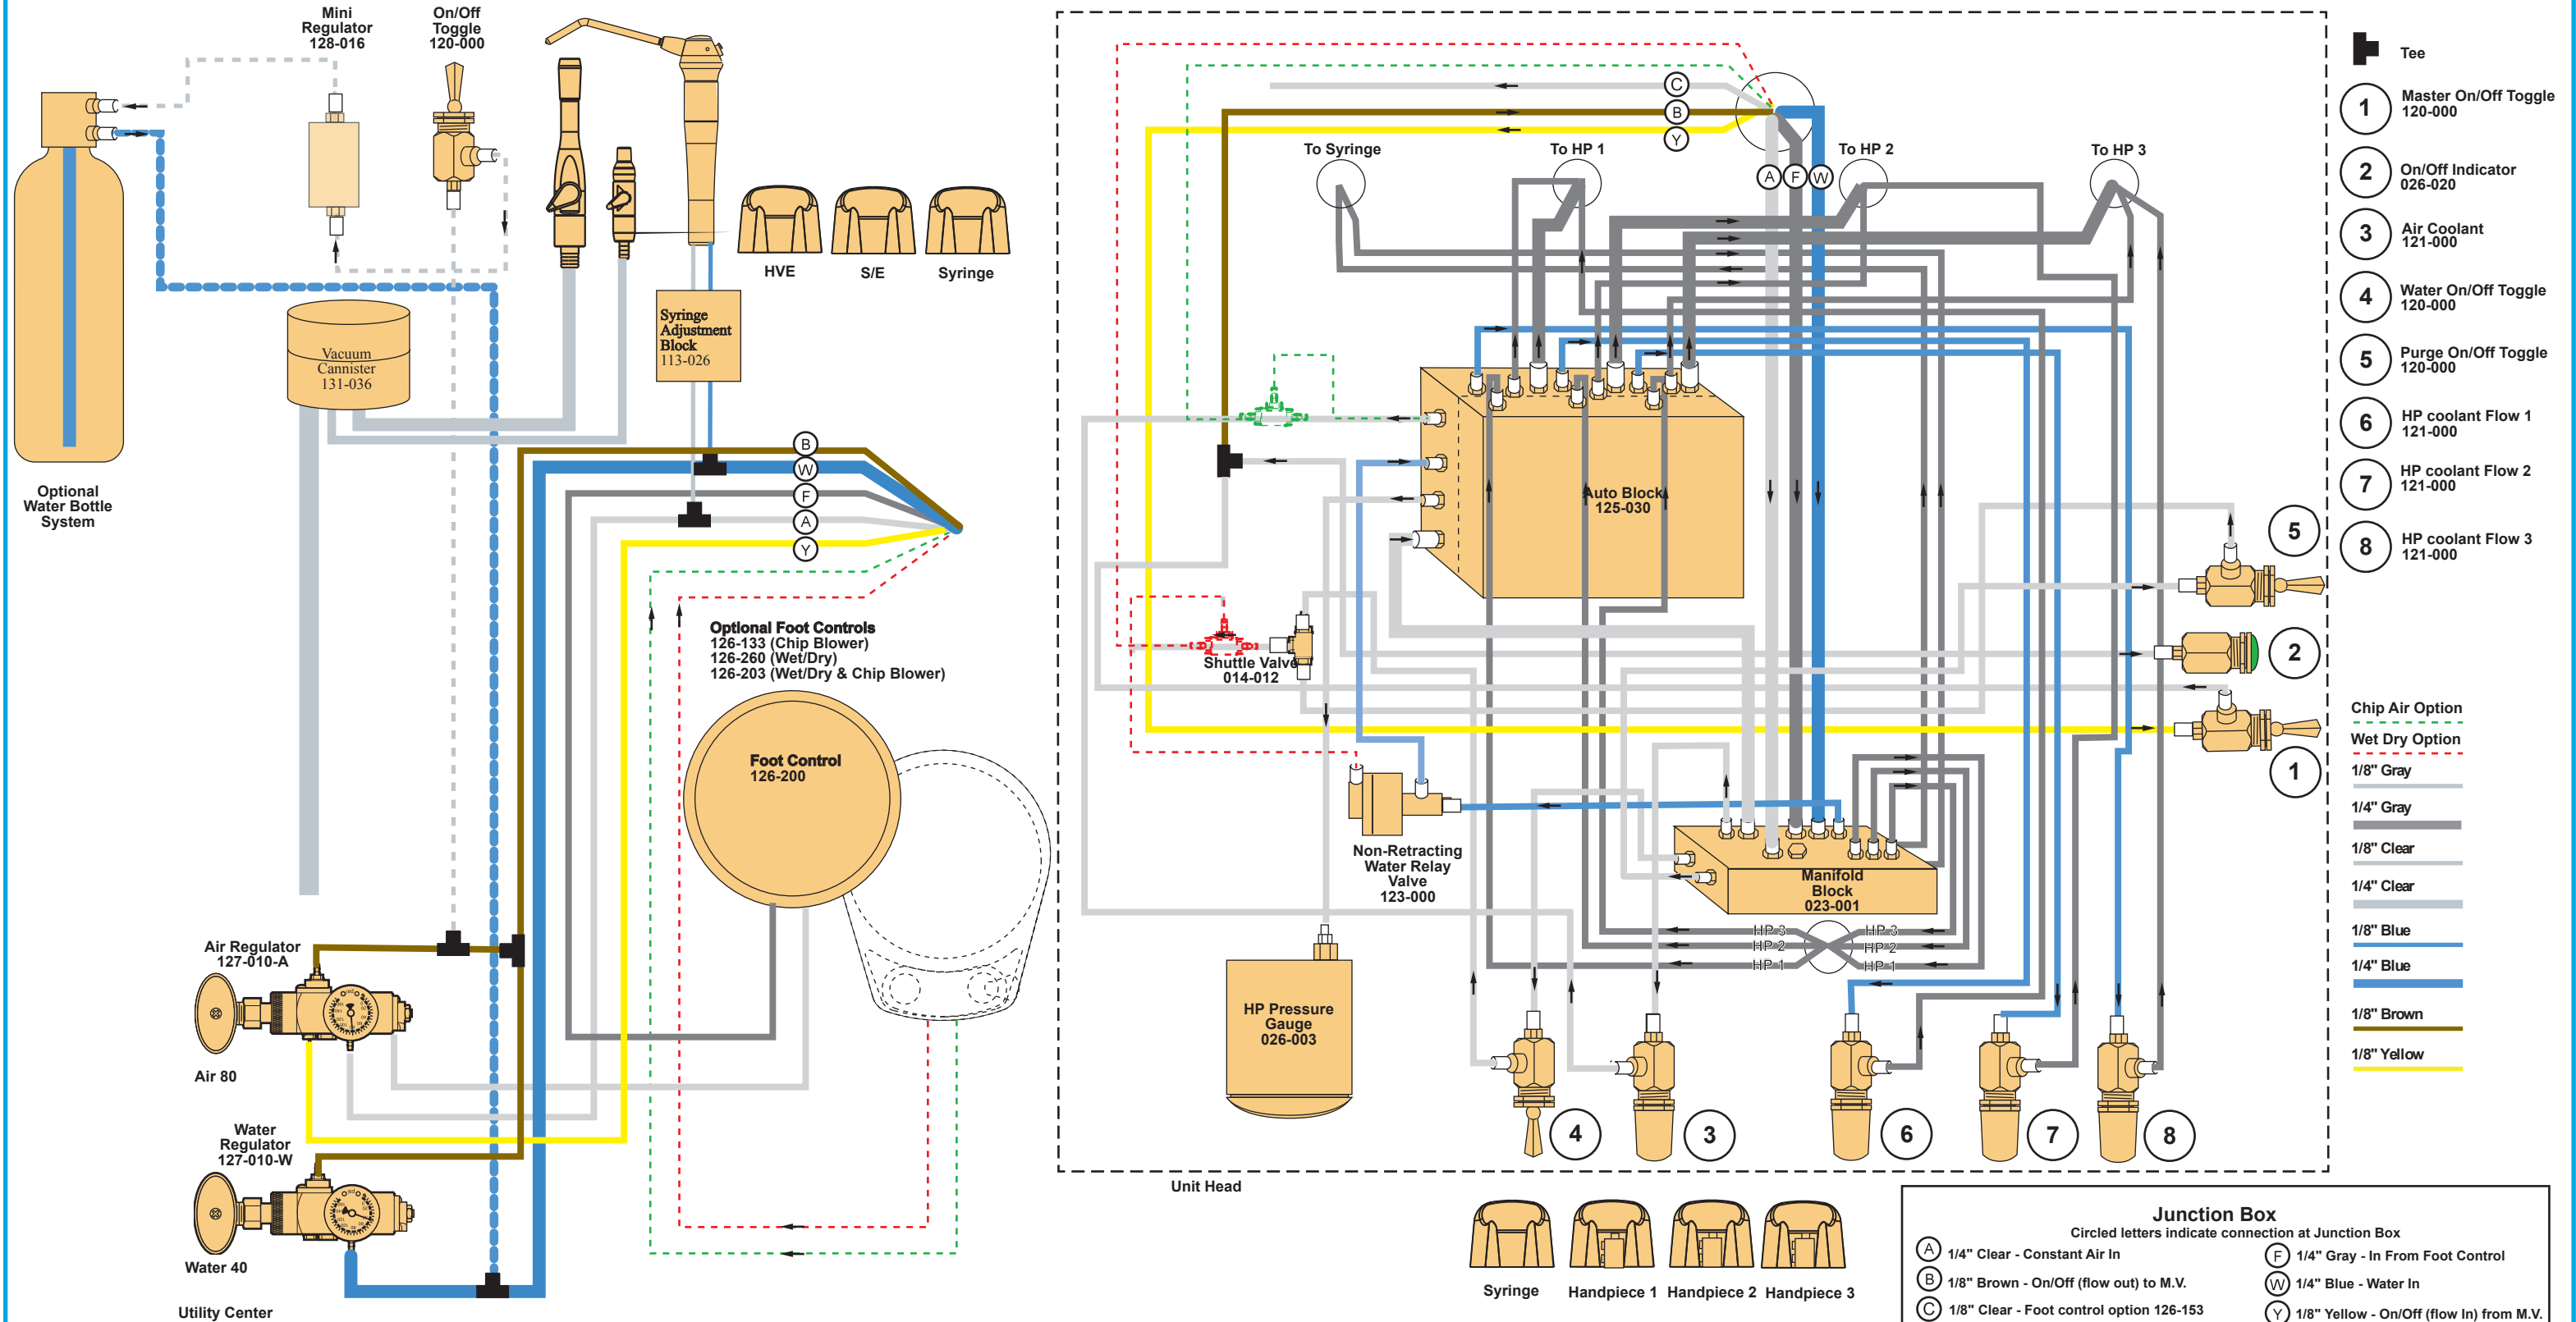 Mini
Regulator
128-016
On/Off
Toggle
120-000
HVE
S/E
Syringe
Syringe
Adjustment
Block
113-026
Vacuum
Cannister
131-036
Optional
Water Bottle
System
B
W
F
A
Y
Optional Foot Controls
126-133 (Chip Blower)
126-260 (Wet/Dry)
126-203 (Wet/Dry & Chip Blower)
Foot Control
126-200
Air Regulator
127-010-A
Air 80
Water
Regulator
127-010-W
Water 40
Utility Center
C
B
Y
A
F
W
To Syringe
To HP 1
To HP 2
To HP 3
Auto Block
125-030
Shuttle Valve
014-012
Non-Retracting
Water Relay
Valve
123-000
Manifold
Block
023-001
HP 3
HP 2
HP 1
HP 3
HP 2
HP 1
HP Pressure
Gauge
026-003
4
3
6
7
8
5
2
1
Unit Head
Tee
1
Master On/Off Toggle
120-000
2
On/Off Indicator
026-020
3
Air Coolant
121-000
4
Water On/Off Toggle
120-000
5
Purge On/Off Toggle
120-000
6
HP coolant Flow 1
121-000
7
HP coolant Flow 2
121-000
8
HP coolant Flow 3
121-000
Chip Air Option
Wet Dry Option
1/8" Gray
1/4" Gray
1/8" Clear
1/4" Clear
1/8" Blue
1/4" Blue
1/8" Brown
1/8" Yellow
Syringe
Handpiece 1
Handpiece 2
Handpiece 3
Junction Box
Circled letters indicate connection at Junction Box
A 1/4" Clear - Constant Air In
B 1/8" Brown - On/Off (flow out) to M.V.
C 1/8" Clear - Foot control option 126-153
F 1/4" Gray - In From Foot Control
W 1/4" Blue - Water In
Y 1/8" Yellow - On/Off (flow In) from M.V.